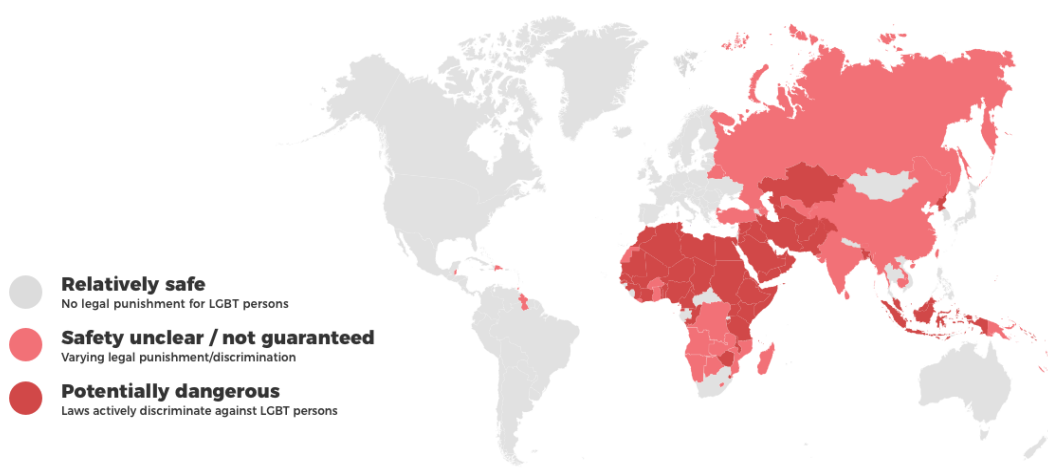 Relatively safe
No legal punishment for LGBT persons
Safety unclear / not guaranteed
Varying legal punishment/discrimination
Potentially dangerous
Laws actively discriminate against LGBT persons